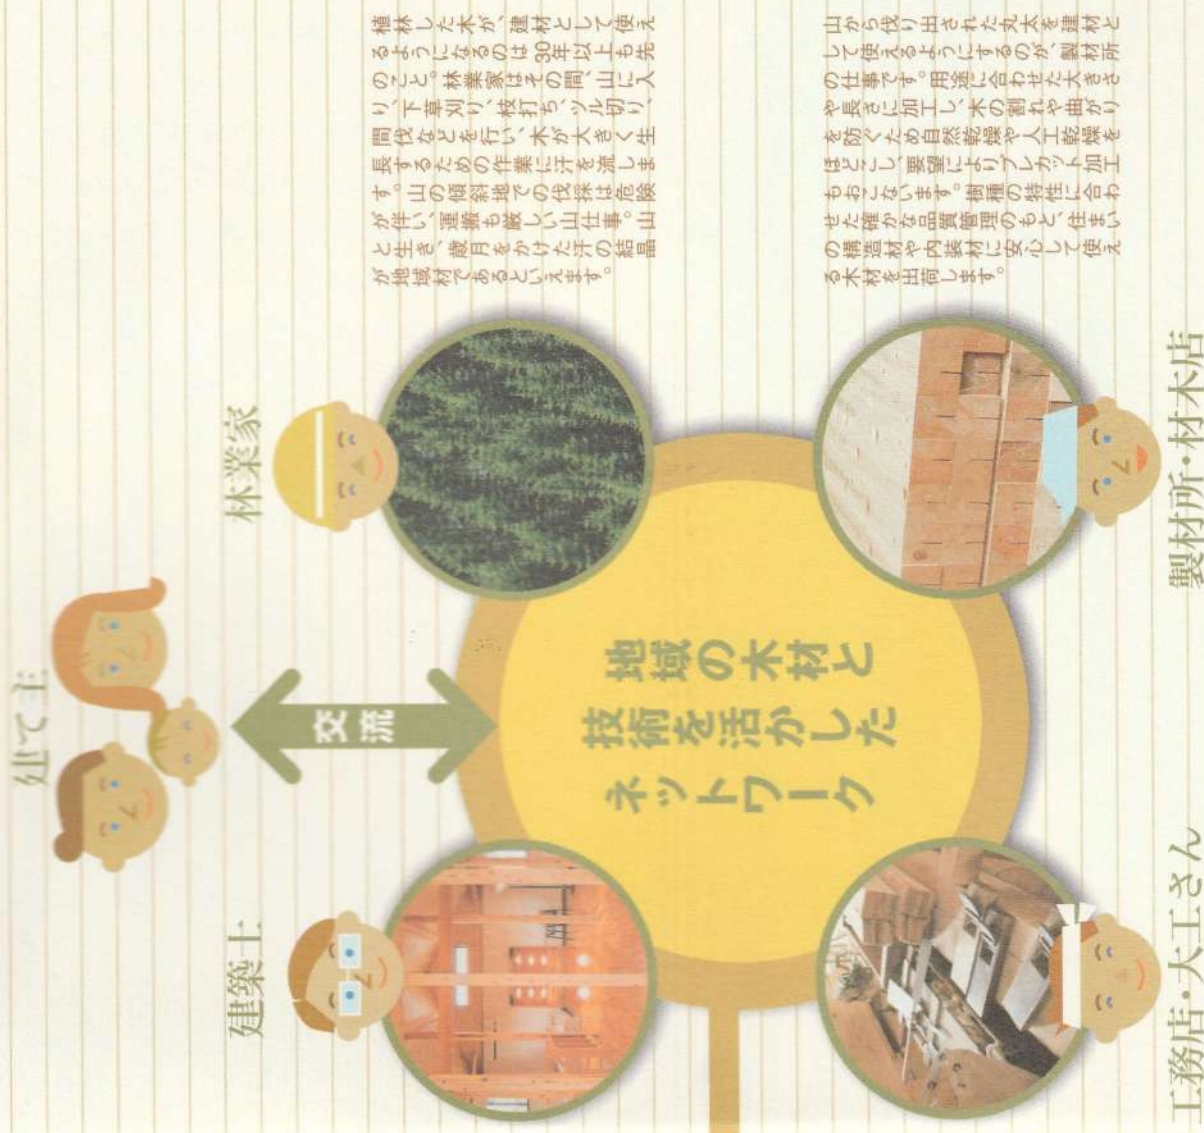 建て主
交流
建築士
林業家
地域の木材と
技術を活かした
ネットワーク
工務店・大工さん
製材所・材木店
植林した木が、建材として使え
るようになるのは30年以上も先
のこと。林業家はその間、山に入
り、下草刈り、枝打ち、ツル切り、
間伐などを行い、木が大きく生
長するための作業に汗を流しま
す。山の傾斜地での伐採は危険
が伴い、運搬も厳しい山仕事。山
と生き、歳月をかけた汗の結晶
が地域材であるといえます。
山から伐り出された丸太を建材と
して使えるようにするのが、製材所
の仕事です。用途に合わせた大きさ
や長さに加工し、木の割れや曲がり
を防ぐため自然乾燥や人工乾燥を
ほどこし、要望によりプレカット加工
もおこないます。樹種の特性に合わ
せた確かな品質管理のもと、住まい
の構造材や内装材に安心して使え
る木材を出荷します。